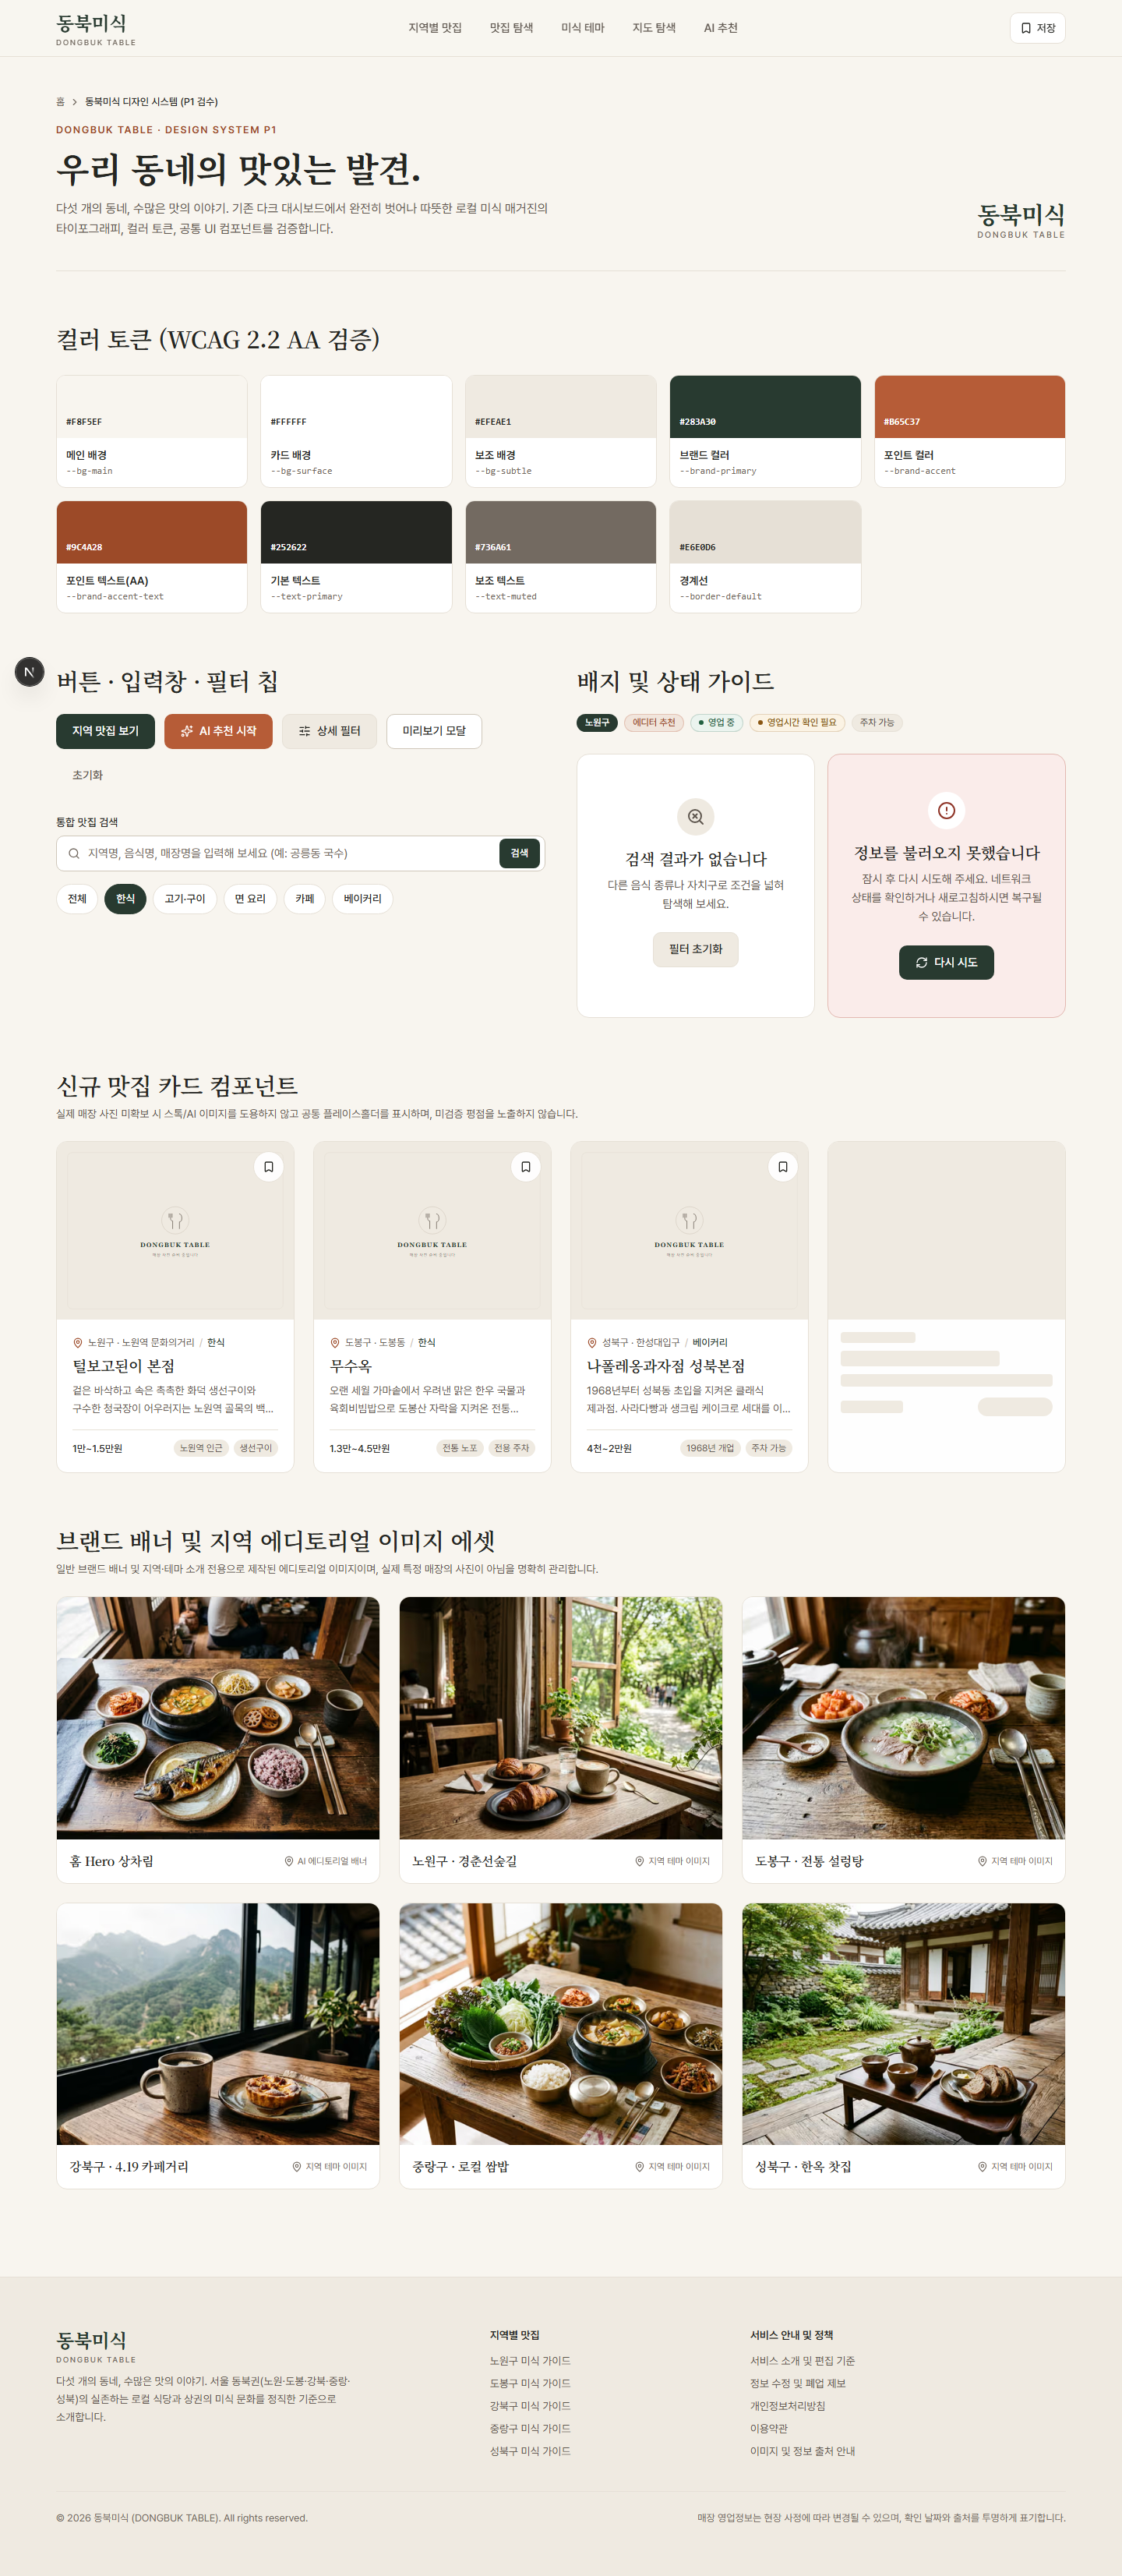 동북미식
DONGBUK TABLE
지역별 맛집
맛집 탐색
미식 테마
지도 탐색
AI 추천
저장
홈 > 동북미식 디자인 시스템 (P1 검수)
DONGBUK TABLE · DESIGN SYSTEM P1
우리 동네의 맛있는 발견.
다섯 개의 동네, 수많은 맛의 이야기. 기존 다크 대시보드에서 완전히 벗어나 따뜻한 로컬 미식 매거진의
타이포그래피, 컬러 토큰, 공통 UI 컴포넌트를 검증합니다.
동북미식
DONGBUK TABLE
컬러 토큰 (WCAG 2.2 AA 검증)
#F8F5EF
메인 배경
--bg-main
#FFFFFF
카드 배경
--bg-surface
#EFEAE1
보조 배경
--bg-subtle
#283A30
브랜드 컬러
--brand-primary
#B65C37
포인트 컬러
--brand-accent
#9C4A28
포인트 텍스트(AA)
--brand-accent-text
#252622
기본 텍스트
--text-primary
#736A61
보조 텍스트
--text-muted
#E6E0D6
경계선
--border-default
N
버튼 · 입력창 · 필터 칩
지역 맛집 보기
AI 추천 시작
상세 필터
미리보기 모달
초기화
통합 맛집 검색
지역명, 음식명, 매장명을 입력해 보세요 (예: 공릉동 국수)
검색
전체
한식
고기·구이
면 요리
카페
베이커리
배지 및 상태 가이드
노원구
에디터 추천
영업 중
영업시간 확인 필요
주차 가능
검색 결과가 없습니다
다른 음식 종류나 자치구로 조건을 넓혀
탐색해 보세요.
필터 초기화
정보를 불러오지 못했습니다
잠시 후 다시 시도해 주세요. 네트워크
상태를 확인하거나 새로고침하시면 복구될
수 있습니다.
다시 시도
신규 맛집 카드 컴포넌트
실제 매장 사진 미확보 시 스톡/AI 이미지를 도용하지 않고 공통 플레이스홀더를 표시하며, 미검증 평점을 노출하지 않습니다.
DONGBUK TABLE
노원구 · 노원역 문화의거리 / 한식
털보고된이 본점
겉은 바삭하고 속은 촉촉한 화덕 생선구이와
구수한 청국장이 어우러지는 노원역 골목의 백...
1만~1.5만원
노원역 인근
생선구이
DONGBUK TABLE
도봉구 · 도봉동 / 한식
무수옥
오랜 세월 가마솥에서 우려낸 맑은 한우 국물과
육회비빔밥으로 도봉산 자락을 지켜온 전통...
1.3만~4.5만원
전통 노포
전용 주차
DONGBUK TABLE
성북구 · 한성대입구 / 베이커리
나폴레옹과자점 성북본점
1968년부터 성북동 초입을 지켜온 클래식
제과점. 사라다빵과 생크림 케이크로 세대를 이...
4천~2만원
1968년 개업
주차 가능
브랜드 배너 및 지역 에디토리얼 이미지 에셋
일반 브랜드 배너 및 지역·테마 소개 전용으로 제작된 에디토리얼 이미지이며, 실제 특정 매장의 사진이 아님을 명확히 관리합니다.
홈 Hero 상차림
AI 에디토리얼 배너
노원구 · 경춘선숲길
지역 테마 이미지
도봉구 · 전통 설렁탕
지역 테마 이미지
강북구 · 4.19 카페거리
지역 테마 이미지
중랑구 · 로컬 쌈밥
지역 테마 이미지
성북구 · 한옥 찻집
지역 테마 이미지
동북미식
DONGBUK TABLE
다섯 개의 동네, 수많은 맛의 이야기. 서울 동북권(노원·도봉·강북·중랑·
성북)의 실존하는 로컬 식당과 상권의 미식 문화를 정직한 기준으로
소개합니다.
지역별 맛집
노원구 미식 가이드
도봉구 미식 가이드
강북구 미식 가이드
중랑구 미식 가이드
성북구 미식 가이드
서비스 안내 및 정책
서비스 소개 및 편집 기준
정보 수정 및 폐업 제보
개인정보처리방침
이용약관
이미지 및 정보 출처 안내
© 2026 동북미식 (DONGBUK TABLE). All rights reserved.
매장 영업정보는 현장 사정에 따라 변경될 수 있으며, 확인 날짜와 출처를 투명하게 표기합니다.